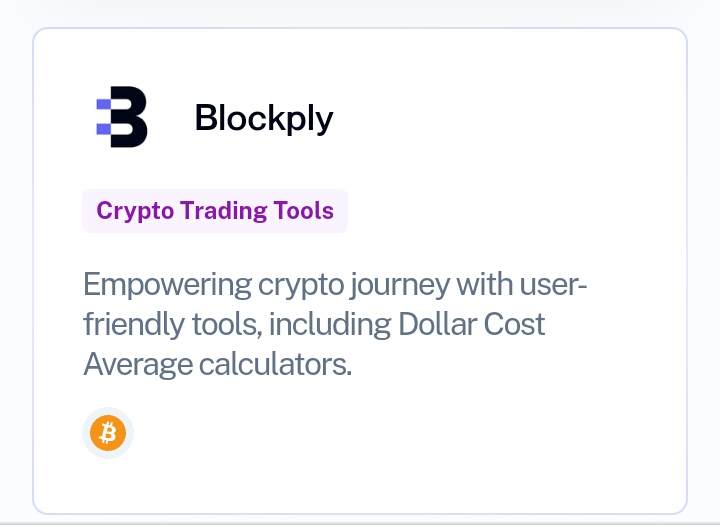 Blockply
Crypto Trading Tools
Empowering crypto journey with user-
friendly tools, including Dollar Cost
Average calculators.